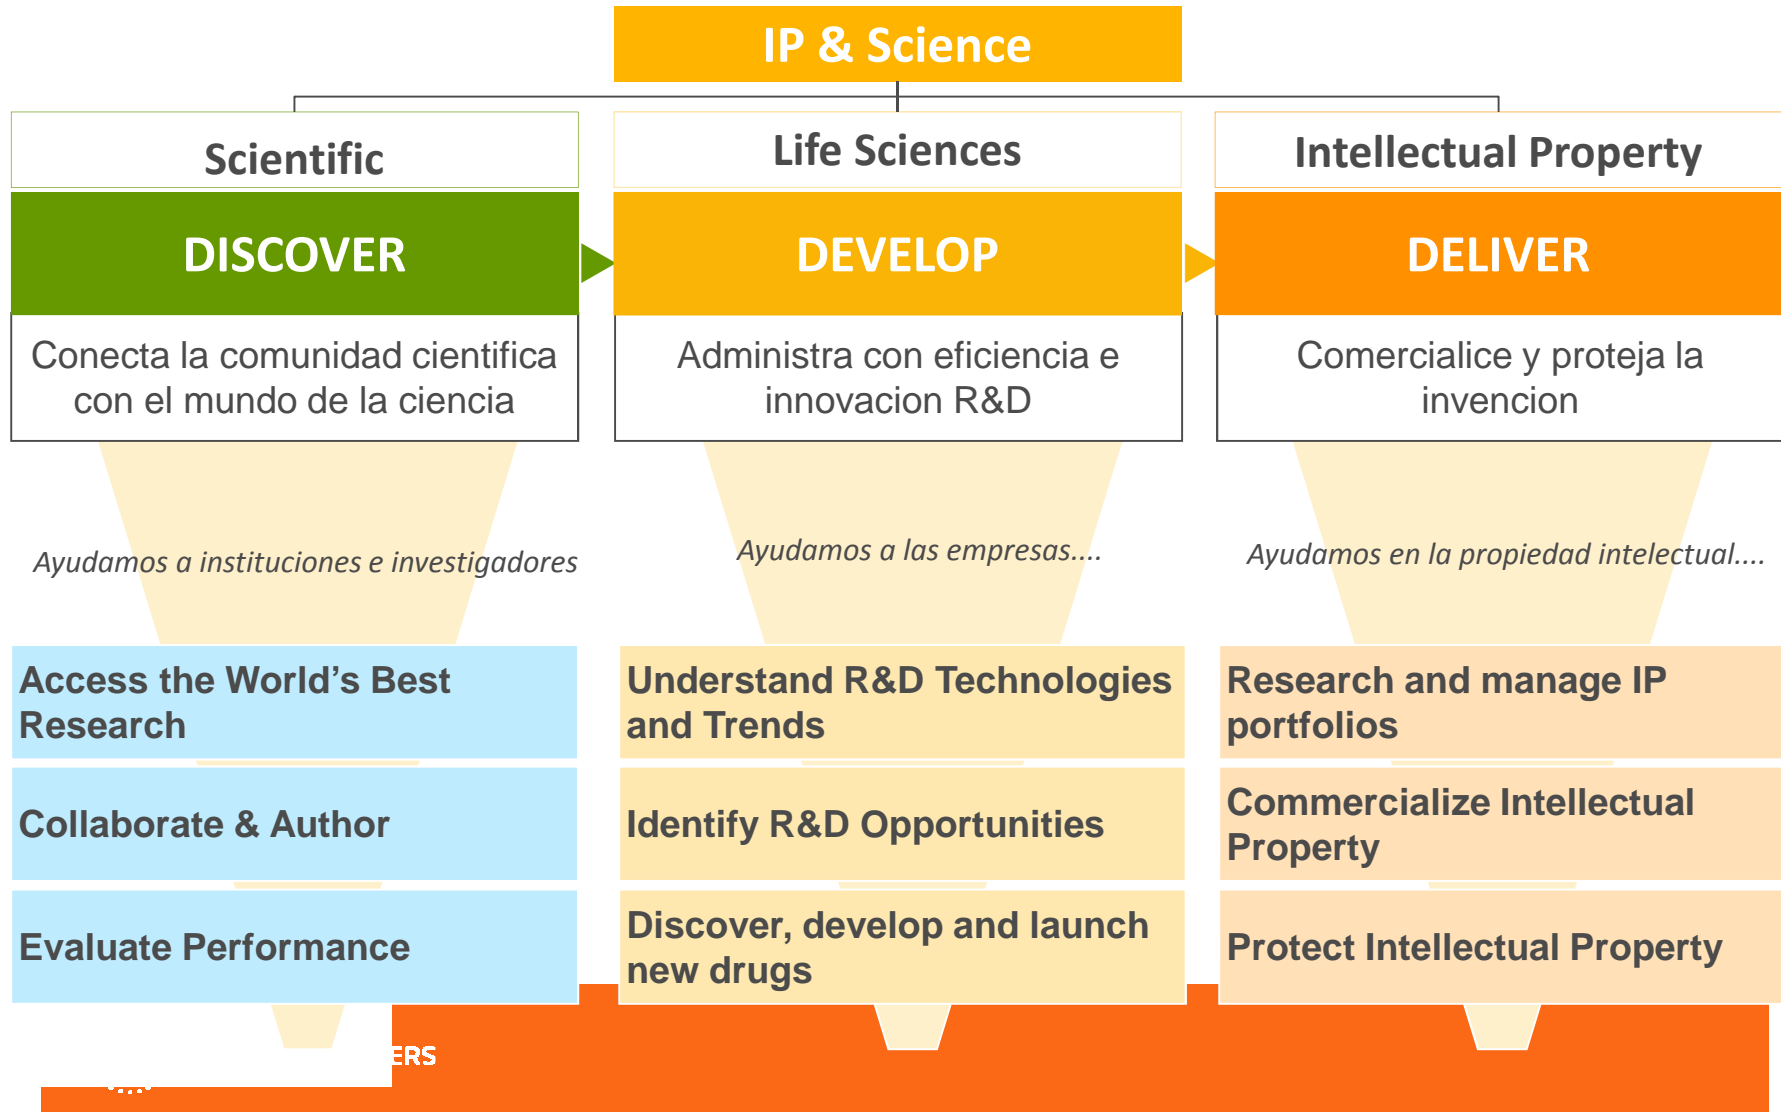 IP & Science
Scientific
DISCOVER
Conecta la comunidad cientifica
con el mundo de la ciencia
Ayudamos a instituciones e investigadores
Access the World’s Best
Research
Collaborate & Author
Evaluate Performance
Life Sciences
DEVELOP
Administra con eficiencia e
innovacion R&D
Ayudamos a las empresas....
Understand R&D Technologies
and Trends
Identify R&D Opportunities
Discover, develop and launch
new drugs
Intellectual Property
DELIVER
Comercialice y proteja la
invencion
Ayudamos en la propiedad intelectual....
Research and manage IP
portfolios
Commercialize Intellectual
Property
Protect Intellectual Property
ERS